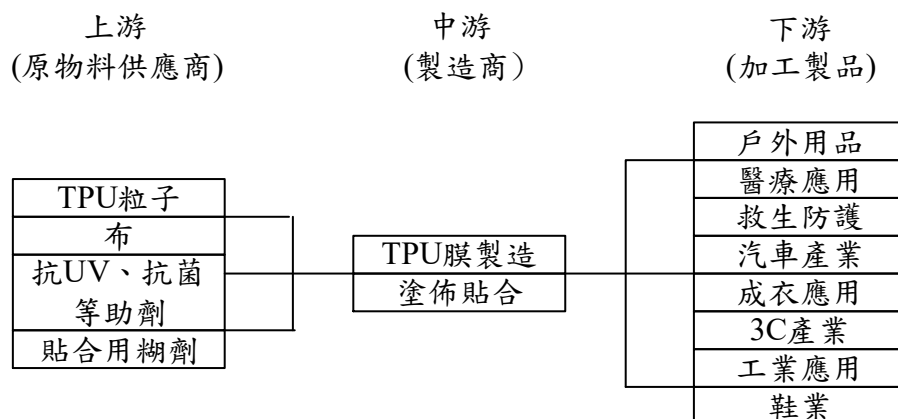 上游
(原物料供應商)
中游
(製造商）
下游
(加工製品)
TPU粒子
布
抗UV、抗菌
等助劑
貼合用糊劑
TPU膜製造
塗佈貼合
戶外用品
醫療應用
救生防護
汽車產業
成衣應用
3C產業
工業應用
鞋業